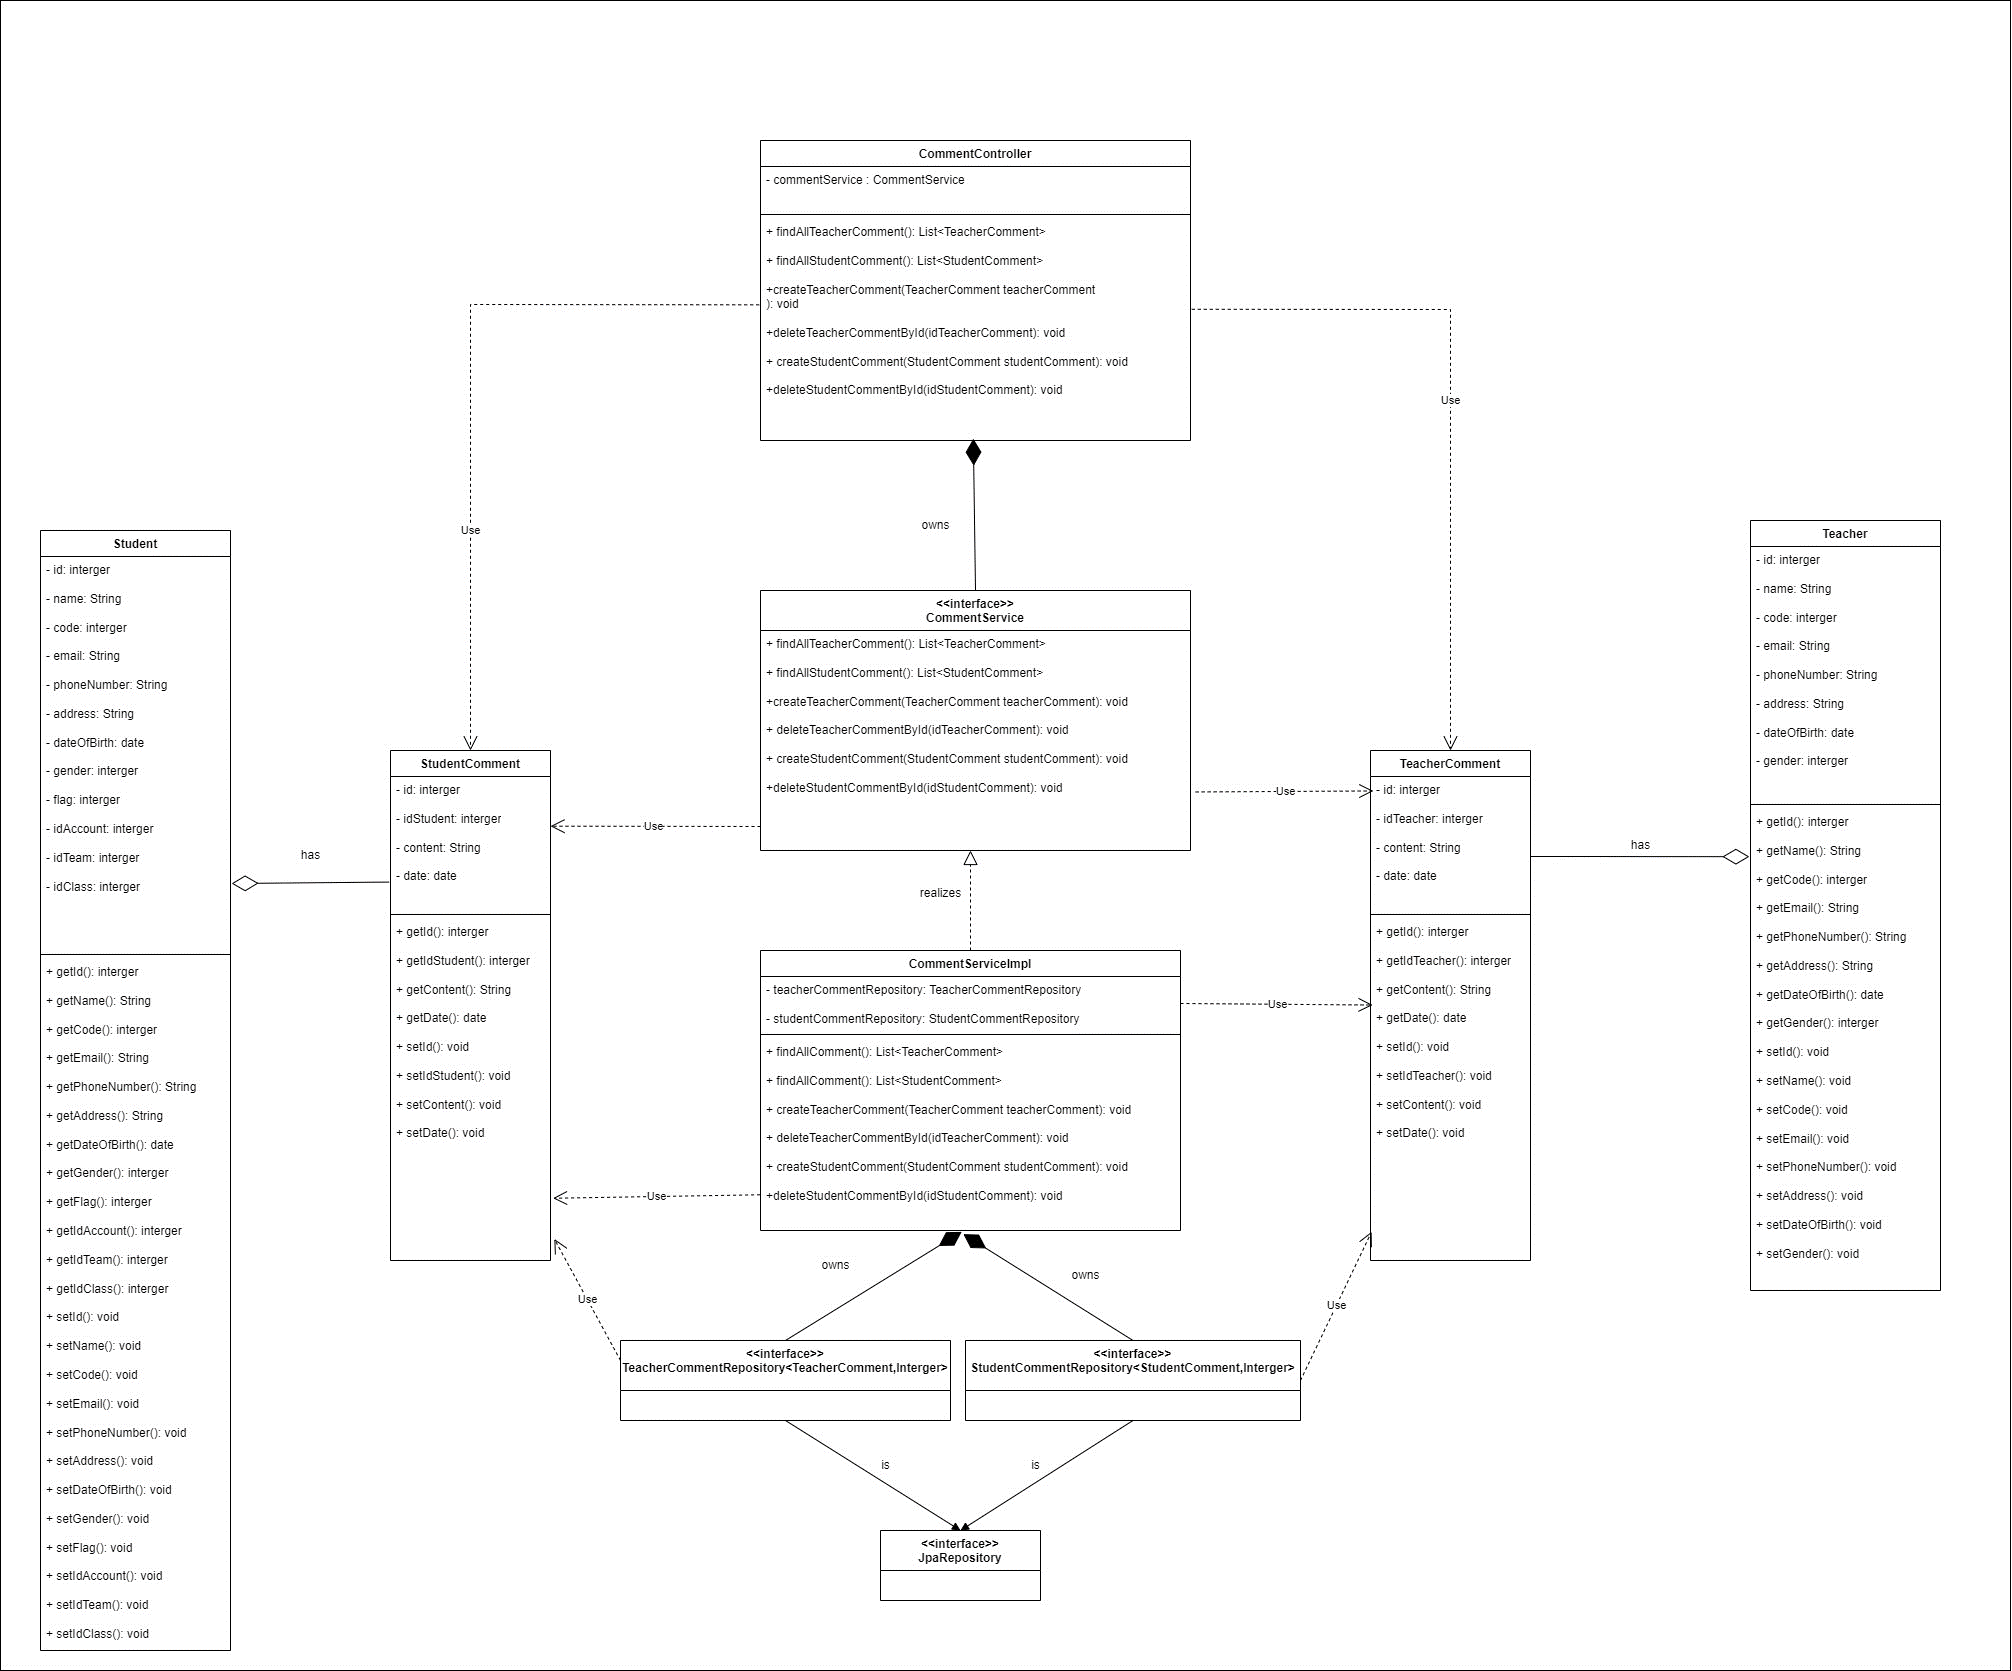 CommentController
- commentService : CommentService
+ findAllTeacherComment(): List<TeacherComment>
+ findAllStudentComment(): List<StudentComment>
+createTeacherComment(TeacherComment teacherComment
): void
+deleteTeacherCommentById(idTeacherComment): void
+ createStudentComment(StudentComment studentComment): void
+deleteStudentCommentById(idStudentComment): void
Use
Use
owns
Student
- id: interger
- name: String
- code: interger
- email: String
- phoneNumber: String
- address: String
- dateOfBirth: date
- gender: interger
- flag: interger
- idAccount: interger
- idTeam: interger
- idClass: interger
+ getId(): interger
+ getName(): String
+ getCode(): interger
+ getEmail(): String
+ getPhoneNumber(): String
+ getAddress(): String
+ getDateOfBirth(): date
+ getGender(): interger
+ getFlag(): interger
+ getIdAccount(): interger
+ getIdTeam(): interger
+ getIdClass(): interger
+ setId(): void
+ setName(): void
+ setCode(): void
+ setEmail(): void
+ setPhoneNumber(): void
+ setAddress(): void
+ setDateOfBirth(): void
+ setGender(): void
+ setFlag(): void
+ setIdAccount(): void
+ setIdTeam(): void
+ setIdClass(): void
has
StudentComment
- id: interger
- idStudent: interger
- content: String
- date: date
+ getId(): interger
+ getIdStudent(): interger
+ getContent(): String
+ getDate(): date
+ setId(): void
+ setIdStudent(): void
+ setContent(): void
+ setDate(): void
<<interface>>
CommentService
+ findAllTeacherComment(): List<TeacherComment>
+ findAllStudentComment(): List<StudentComment>
+createTeacherComment(TeacherComment teacherComment): void
+ deleteTeacherCommentById(idTeacherComment): void
+ createStudentComment(StudentComment studentComment): void
+deleteStudentCommentById(idStudentComment): void
Use
Use
realizes
CommentServiceImpl
- teacherCommentRepository: TeacherCommentRepository
- studentCommentRepository: StudentCommentRepository
+ findAllComment(): List<TeacherComment>
+ findAllComment(): List<StudentComment>
+ createTeacherComment(TeacherComment teacherComment): void
+ deleteTeacherCommentById(idTeacherComment): void
+ createStudentComment(StudentComment studentComment): void
+deleteStudentCommentById(idStudentComment): void
Use
Use
TeacherComment
- id: interger
- idTeacher: interger
- content: String
- date: date
+ getId(): interger
+ getIdTeacher(): interger
+ getContent(): String
+ getDate(): date
+ setId(): void
+ setIdTeacher(): void
+ setContent(): void
+ setDate(): void
has
Teacher
- id: interger
- name: String
- code: interger
- email: String
- phoneNumber: String
- address: String
- dateOfBirth: date
- gender: interger
+ getId(): interger
+ getName(): String
+ getCode(): interger
+ getEmail(): String
+ getPhoneNumber(): String
+ getAddress(): String
+ getDateOfBirth(): date
+ getGender(): interger
+ setId(): void
+ setName(): void
+ setCode(): void
+ setEmail(): void
+ setPhoneNumber(): void
+ setAddress(): void
+ setDateOfBirth(): void
+ setGender(): void
owns
owns
Use
Use
<<interface>>
TeacherCommentRepository<TeacherComment,Interger>
<<interface>>
StudentCommentRepository<StudentComment,Interger>
is
is
<<interface>>
JpaRepository